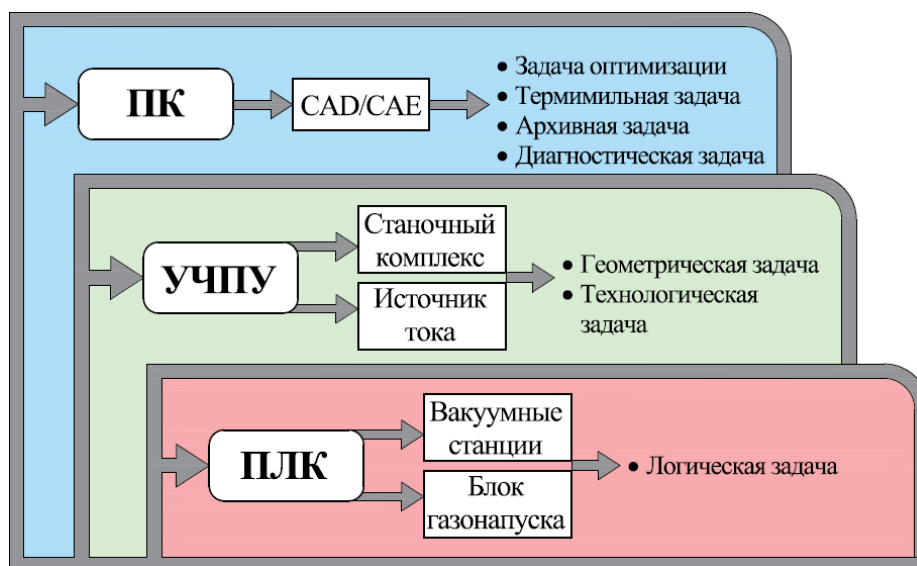 ПК
CAD/CAE
• Задача оптимизации
• Термимильная задача
• Архивная задача
• Диагностическая задача
УЧПУ
Станочный
комплекс
Источник
тока
• Геометрическая задача
• Технологическая
задача
ПЛК
Вакуумные
станции
Блок
газонапуска
• Логическая задача